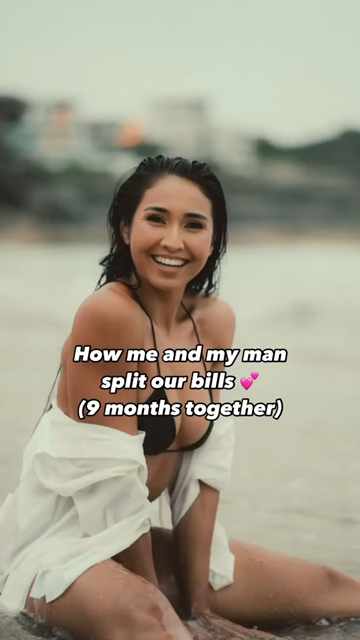 How me and my man
split our bills 💞
(9 months together)